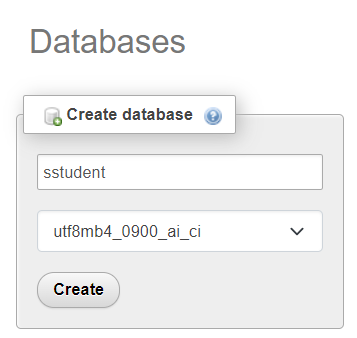 Databases
Create database
sstudent
utf8mb4_0900_ai_ci
Create